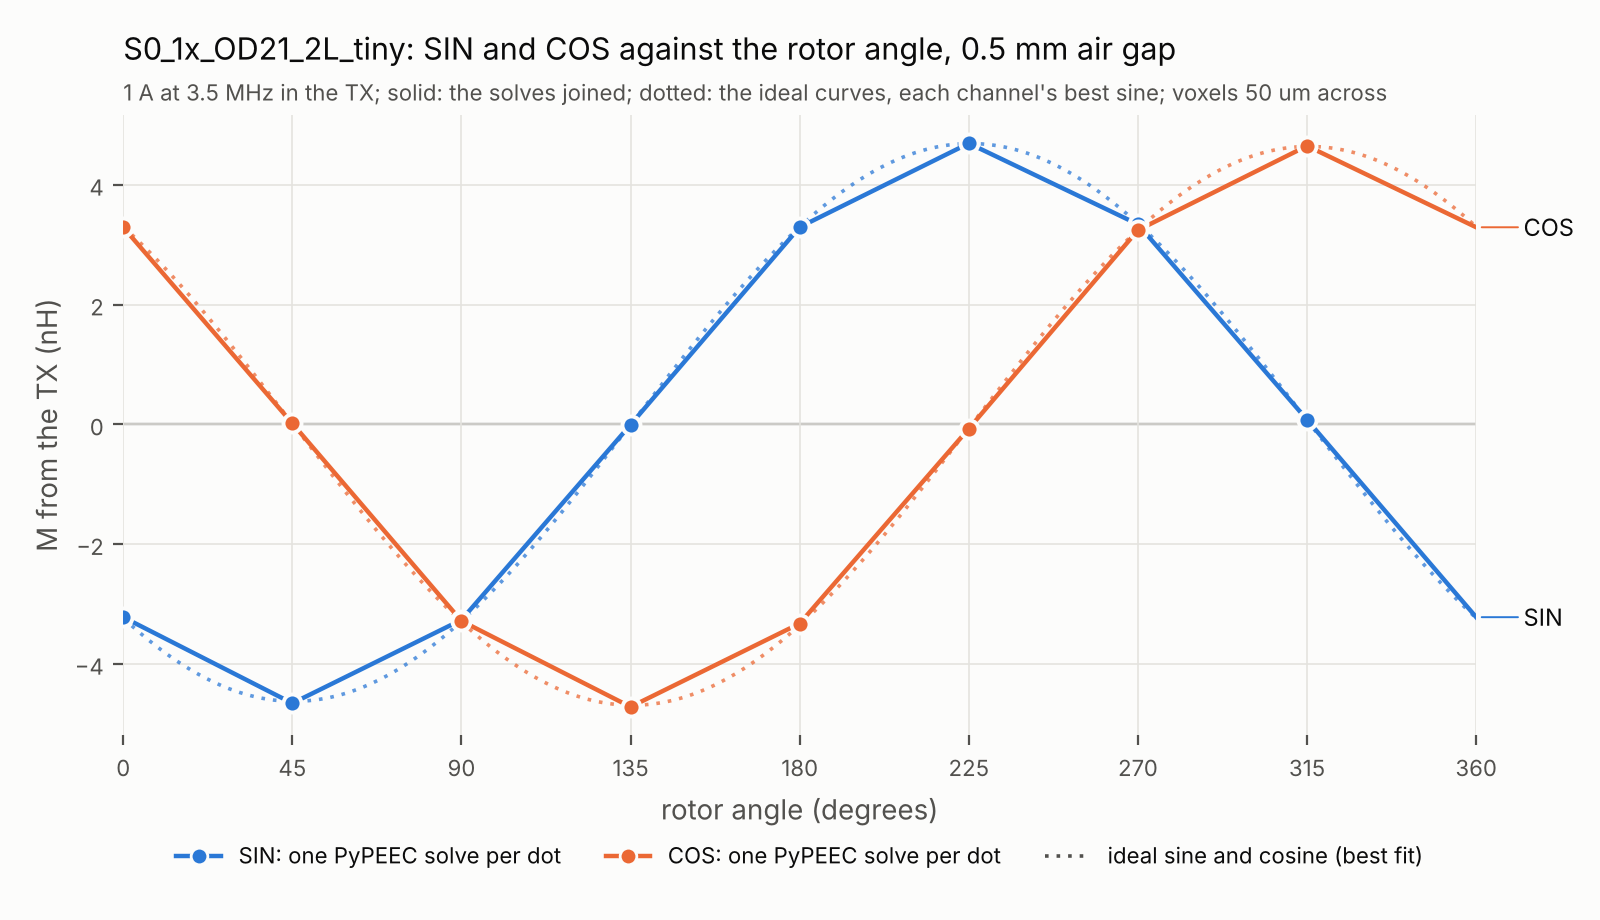 S0_1x_OD21_2L_tiny: SIN and COS against the rotor angle, 0.5 mm air gap
1 A at 3.5 MHz in the TX; solid: the solves joined; dotted: the ideal curves, each channel's best sine; voxels 50 um across
M from the TX (nH)
4
2
0
−2
−4
COS
SIN
0 45 90 135 180 225 270 315 360
rotor angle (degrees)
SIN: one PyPEEC solve per dot COS: one PyPEEC solve per dot ideal sine and cosine (best fit)